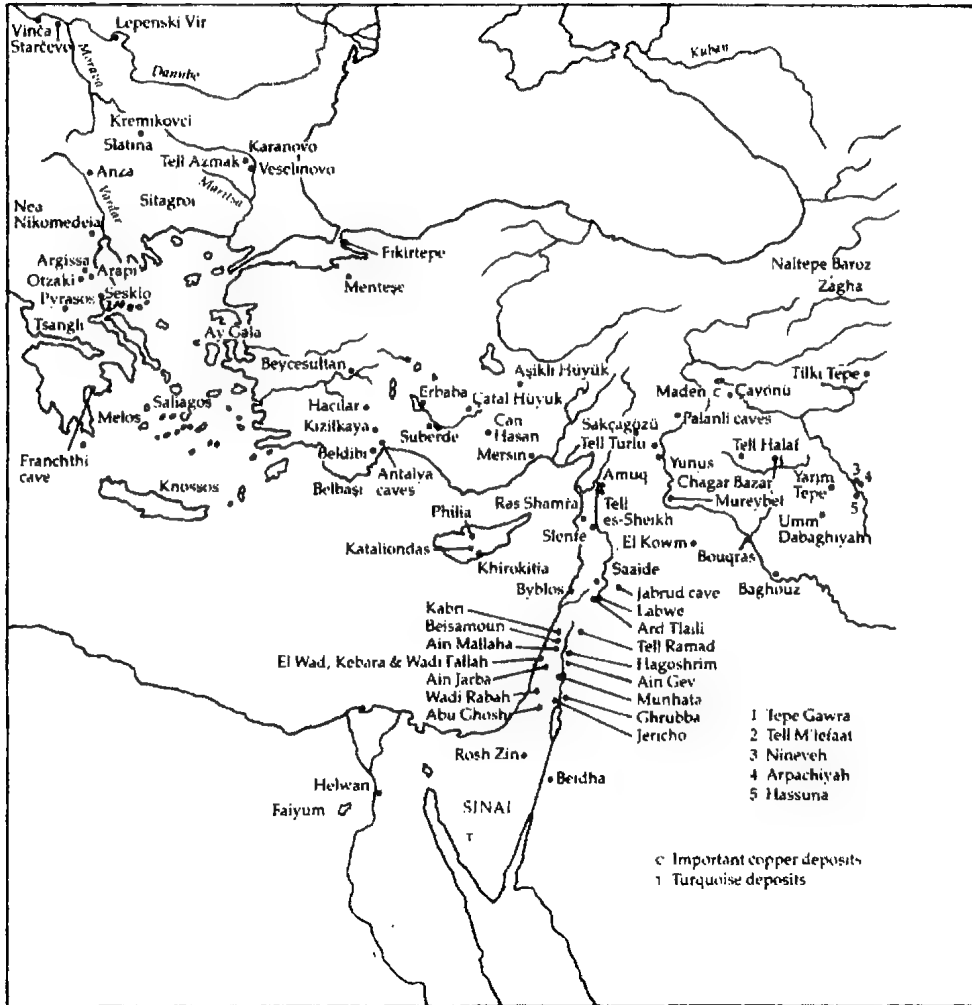 Vinča
Starčevo
Lepenski Vir
Morava
Danube
Kuban
Kremikovci
Slatina
Karanovo
Tell Azmak
Veselinovo
Anza
Maritsa
Vardar
Sitagroi
Nea
Nikomedeia
Fikirtepe
Argissa
Arapi
Otzaki
Menteşe
Naltepe Baroz
Zagha
Pyrasos
Sesklo
Tsangli
Ay Gala
Beycesultan
Aşikli Hüyük
Tilki Tepe
Erbaba
Maden c
Çayönü
Hacilar
Çatal Hüyük
Palanli caves
Melos
Saliagos
Kizilkaya
Suberde
Can
Hasan
Sakçagözü
Tell Turlu
Tell Halaf
Beldibi
Mersin
Yunus
Franchthi
cave
Antalya
caves
Amuq
Chagar Bazar
Yarim
Tepe
3
4
5
Knossos
Belbaşi
Ras Shamra
Mureybet
Philia
Tell
es-Sheikh
Umm
Dabaghiyah
Slenfe
El Kowm
Kataliondas
Bouqras
Khirokitia
Saaide
Baghouz
Byblos
Jabrud cave
Kabri
Labwe
Beisamoun
Ard Tlaili
Ain Mallaha
Tell Ramad
El Wad, Kebara & Wadi Fallah
Hagoshrim
Ain Jarba
Ain Gev
Wadi Rabah
Munhata
Abu Ghosh
Ghrubba
Jericho
1 Tepe Gawra
2 Tell M'lefaat
3 Nineveh
4 Arpachiyah
5 Hassuna
Rosh Zin
Helwan
Beidha
Faiyum
SINAI
T
c Important copper deposits
T Turquoise deposits